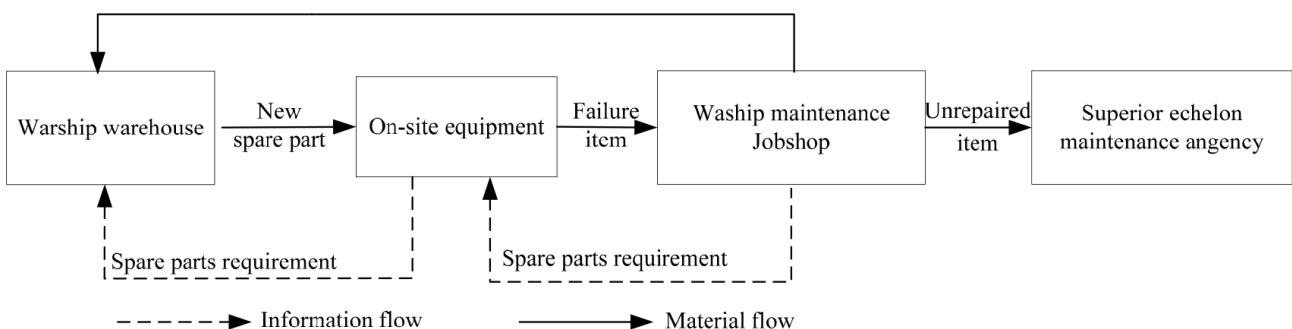 Warship warehouse
New
spare part
On-site equipment
Failure
item
Waship maintenance
Jobshop
Unrepaired
item
Superior echelon
maintenance angency
Spare parts requirement
Spare parts requirement
Information flow
Material flow